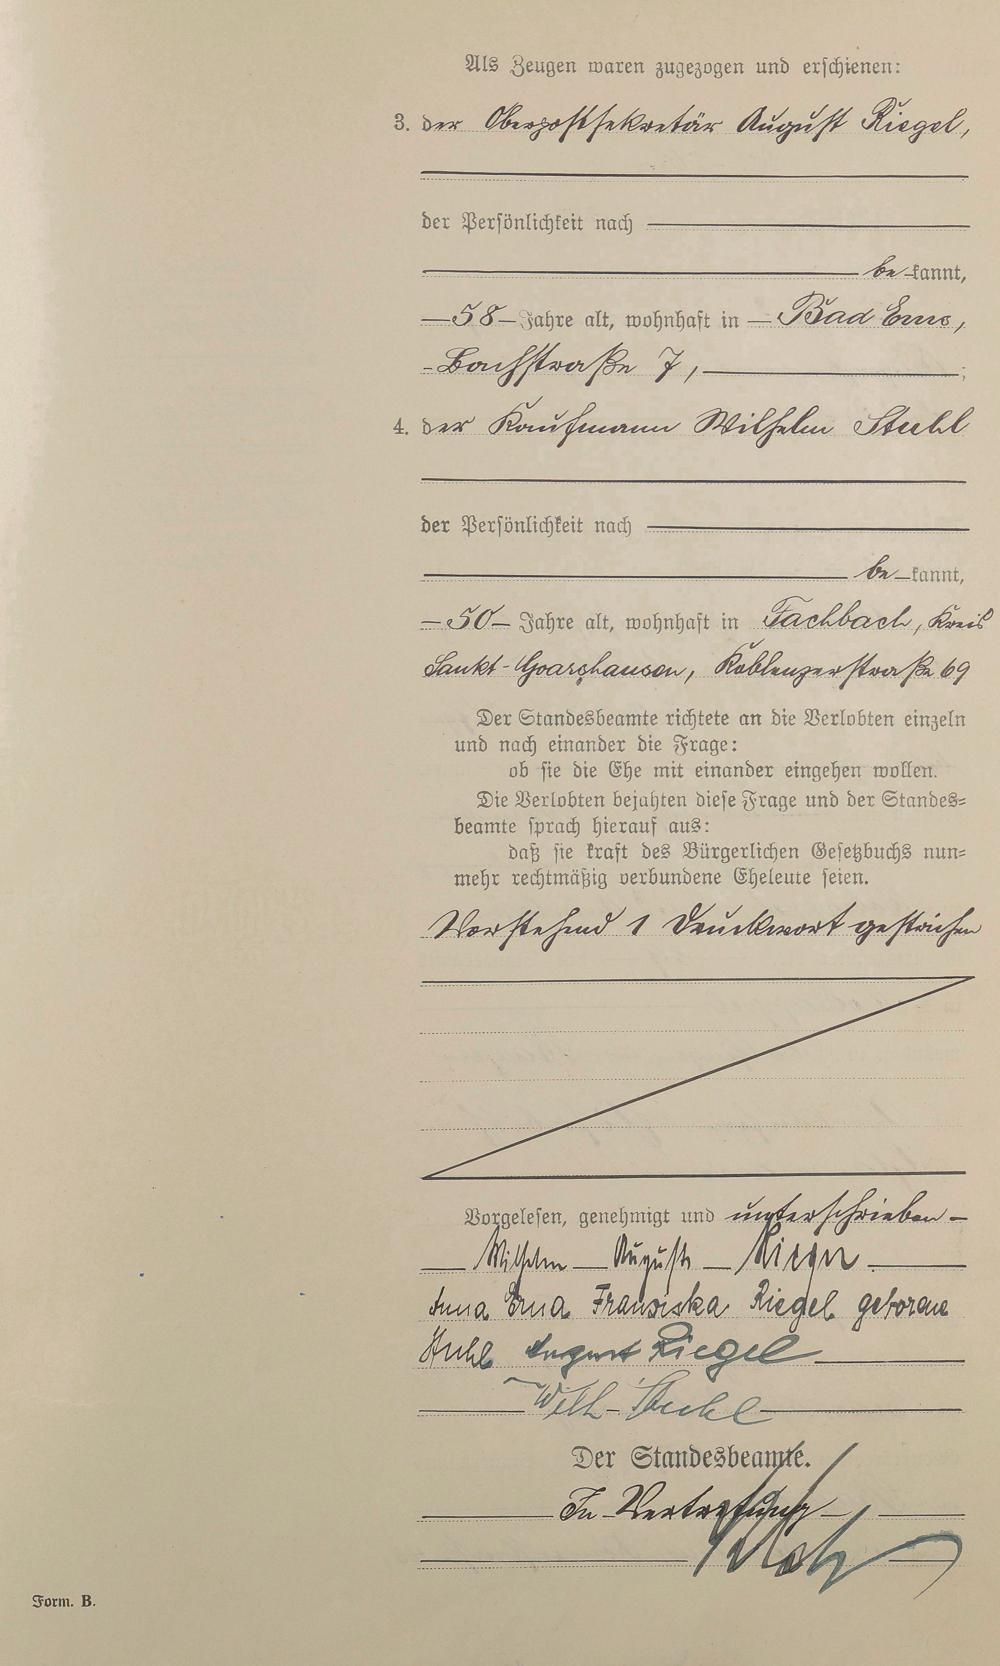 Als Zeugen waren zugezogen und erschienen:
3. der Oberpostsekretär August Riegel,
der Persönlichkeit nach
be kannt,
58 Jahre alt, wohnhaft in Bad Ems,
Bachstraße 7, ;
4. der Kaufmann Wilhelm Stuhl
der Persönlichkeit nach
be kannt,
50 Jahre alt, wohnhaft in Fachbach, Kreis
Sankt-Goarshausen, Koblenzerstraße 69
Der Standesbeamte richtete an die Verlobten einzeln
und nach einander die Frage:
ob sie die Ehe mit einander eingehen wollen.
Die Verlobten bejahten diese Frage und der Standes=
beamte sprach hierauf aus:
daß sie kraft des Bürgerlichen Gesetzbuchs nun=
mehr rechtmäßig verbundene Eheleute seien.
Vorstehend 1 Druckwort gestrichen
Vorgelesen, genehmigt und unterschrieben
Wilhelm August Riegel
Anna Erna Franziska Riegel geborene
Stuhl August Riegel
Wilh. Stuhl
Der Standesbeamte.
In Vertretung
Form. B.